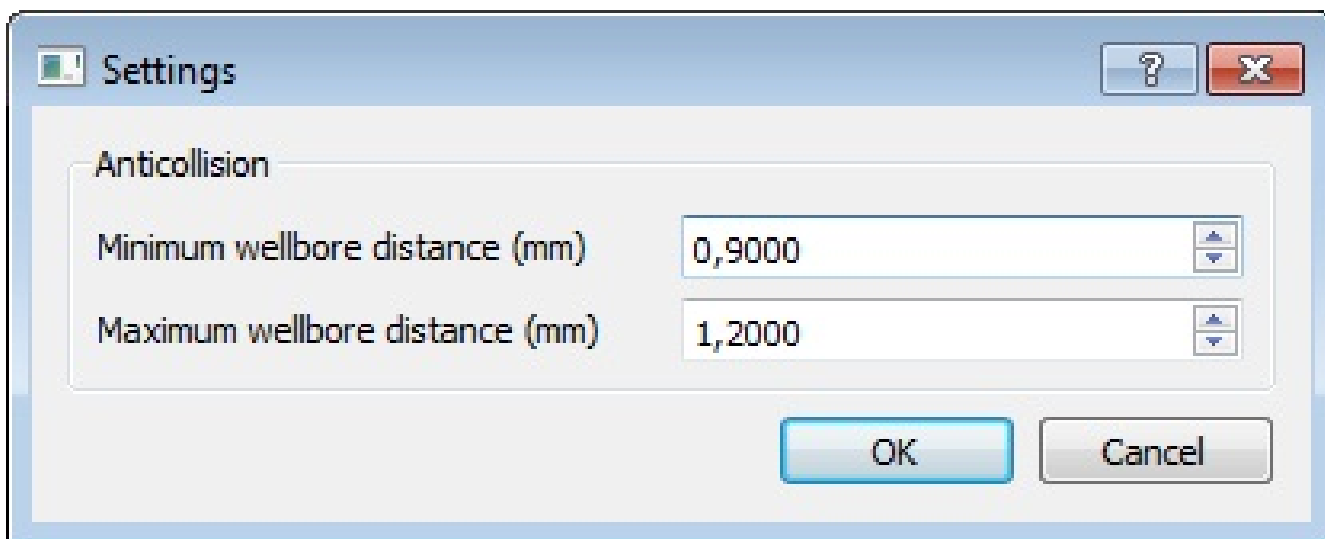 Settings
Anticollision
Minimum wellbore distance (mm) 0,9000
Maximum wellbore distance (mm) 1,2000
OK Cancel